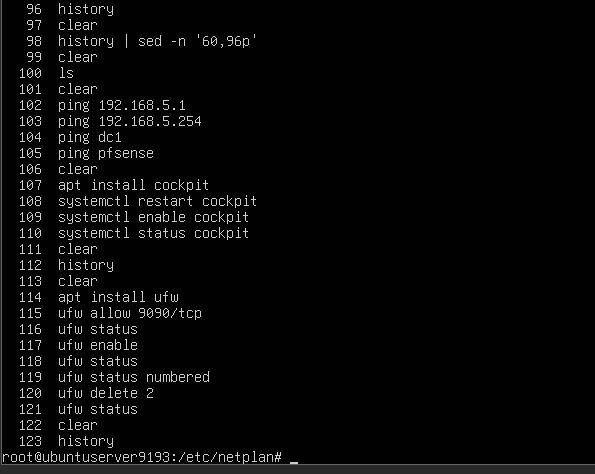 96 history
97 clear
98 history | sed -n '60,96p'
99 clear
100 ls
101 clear
102 ping 192.168.5.1
103 ping 192.168.5.254
104 ping dc1
105 ping pfsense
106 clear
107 apt install cockpit
108 systemctl restart cockpit
109 systemctl enable cockpit
110 systemctl status cockpit
111 clear
112 history
113 clear
114 apt install ufw
115 ufw allow 9090/tcp
116 ufw status
117 ufw enable
118 ufw status
119 ufw status numbered
120 ufw delete 2
121 ufw status
122 clear
123 history
root@ubuntuserver9193:/etc/netplan# _